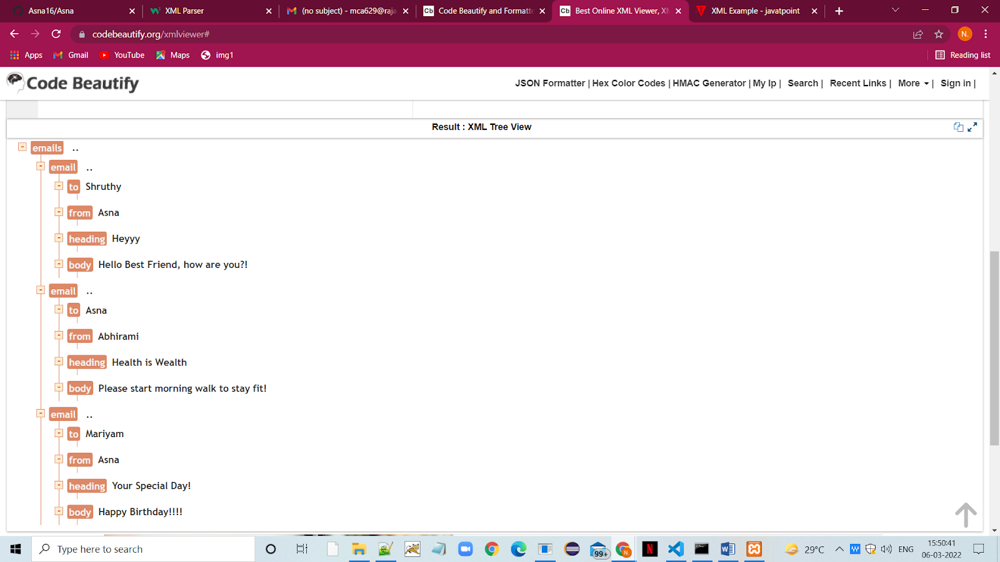 Asna16/Asna
XML Parser
(no subject) - mca629@raja
Cb Code Beautify and Formatte
Cb Best Online XML Viewer, XM
XML Example - javatpoint
codebeautify.org/xmlviewer#
N.
Apps Gmail YouTube Maps img1 Reading list
Code Beautify
JSON Formatter | Hex Color Codes | HMAC Generator | My Ip | Search | Recent Links | More | Sign in |
Result : XML Tree View
emails ..
email ..
to Shruthy
from Asna
heading Heyyy
body Hello Best Friend, how are you?!
email ..
to Asna
from Abhirami
heading Health is Wealth
body Please start morning walk to stay fit!
email ..
to Mariyam
from Asna
heading Your Special Day!
body Happy Birthday!!!!
Type here to search
99+
29°C
ENG
15:50:41
06-03-2022